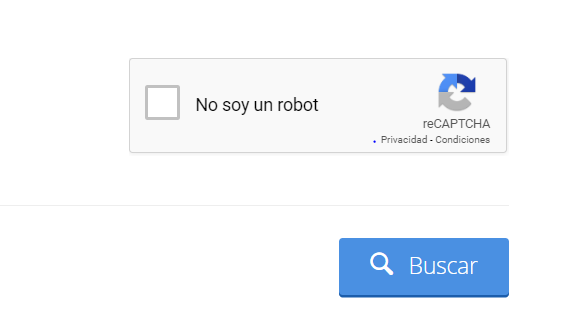 No soy un robot
reCAPTCHA
Privacidad - Condiciones
Buscar